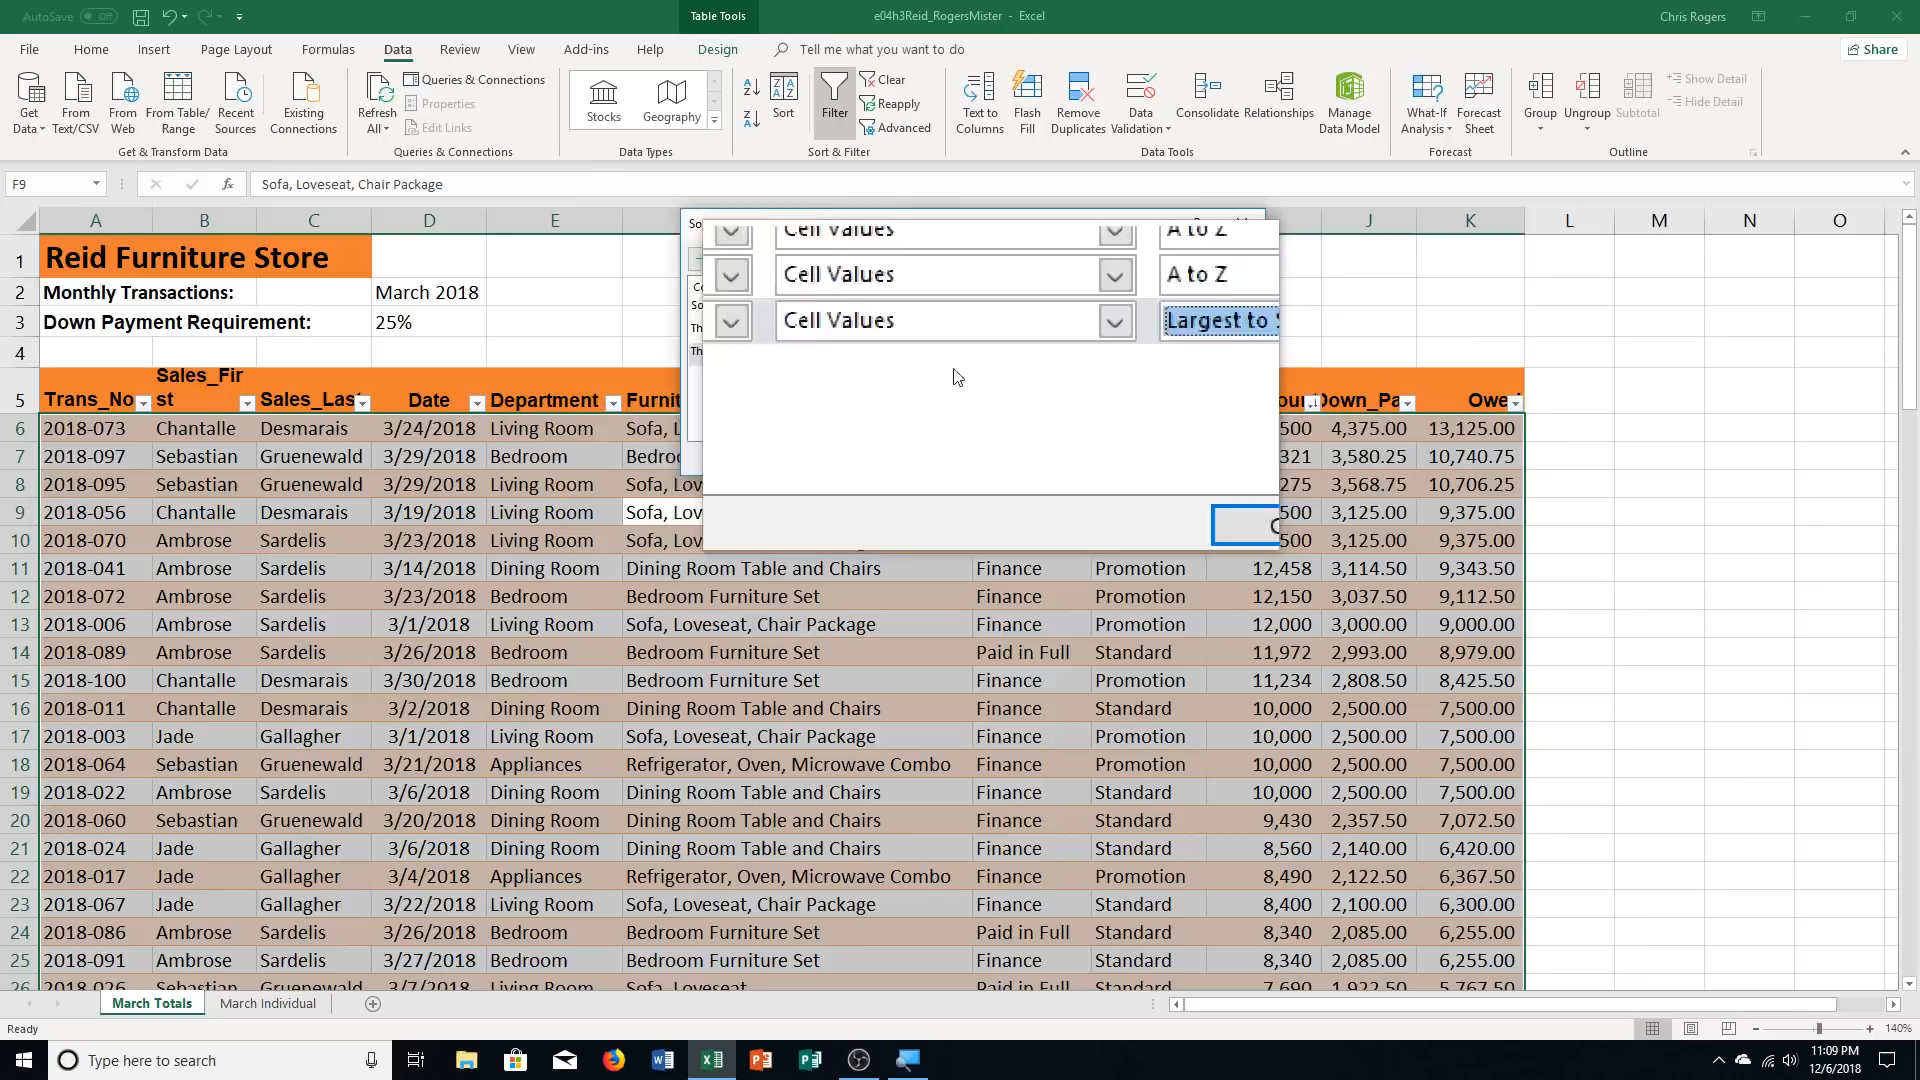 AutoSave Off
Table Tools
e04h3Reid_RogersMister - Excel
Chris Rogers
File Home Insert Page Layout Formulas Data Review View Add-ins Help Design Tell me what you want to do Share
Get Data From Text/CSV From Web From Table/ Range Recent Sources Existing Connections
Get & Transform Data
Refresh All Queries & Connections Properties Edit Links
Queries & Connections
Stocks Geography
Data Types
Sort Filter Clear Reapply Advanced
Sort & Filter
Text to Columns Flash Fill Remove Duplicates Data Validation Consolidate Relationships Manage Data Model
Data Tools
What-If Analysis Forecast Sheet
Forecast
Group Ungroup Subtotal Show Detail Hide Detail
Outline
F9 fx Sofa, Loveseat, Chair Package
A B C D E J K L M N O
1 Reid Furniture Store
2 Monthly Transactions: March 2018
3 Down Payment Requirement: 25%
4
So
Th
Th
Cell Values A to Z
Cell Values A to Z
Cell Values Largest to
5 Trans_No Sales_Fir st Sales_Las Date Department Furnit Down_Pa Owe
6 2018-073 Chantalle Desmarais 3/24/2018 Living Room Sofa, L 500 4,375.00 13,125.00
7 2018-097 Sebastian Gruenewald 3/29/2018 Bedroom Bedro 321 3,580.25 10,740.75
8 2018-095 Sebastian Gruenewald 3/29/2018 Living Room Sofa, Lov 275 3,568.75 10,706.25
9 2018-056 Chantalle Desmarais 3/19/2018 Living Room Sofa, Lov 500 3,125.00 9,375.00
10 2018-070 Ambrose Sardelis 3/23/2018 Living Room Sofa, Lov 500 3,125.00 9,375.00
11 2018-041 Ambrose Sardelis 3/14/2018 Dining Room Dining Room Table and Chairs Finance Promotion 12,458 3,114.50 9,343.50
12 2018-072 Ambrose Sardelis 3/23/2018 Bedroom Bedroom Furniture Set Finance Promotion 12,150 3,037.50 9,112.50
13 2018-006 Ambrose Sardelis 3/1/2018 Living Room Sofa, Loveseat, Chair Package Finance Promotion 12,000 3,000.00 9,000.00
14 2018-089 Ambrose Sardelis 3/26/2018 Bedroom Bedroom Furniture Set Paid in Full Standard 11,972 2,993.00 8,979.00
15 2018-100 Chantalle Desmarais 3/30/2018 Bedroom Bedroom Furniture Set Finance Promotion 11,234 2,808.50 8,425.50
16 2018-011 Chantalle Desmarais 3/2/2018 Dining Room Dining Room Table and Chairs Finance Standard 10,000 2,500.00 7,500.00
17 2018-003 Jade Gallagher 3/1/2018 Living Room Sofa, Loveseat, Chair Package Finance Promotion 10,000 2,500.00 7,500.00
18 2018-064 Sebastian Gruenewald 3/21/2018 Appliances Refrigerator, Oven, Microwave Combo Finance Promotion 10,000 2,500.00 7,500.00
19 2018-022 Ambrose Sardelis 3/6/2018 Dining Room Dining Room Table and Chairs Finance Standard 10,000 2,500.00 7,500.00
20 2018-060 Sebastian Gruenewald 3/20/2018 Dining Room Dining Room Table and Chairs Finance Standard 9,430 2,357.50 7,072.50
21 2018-024 Jade Gallagher 3/6/2018 Dining Room Dining Room Table and Chairs Finance Standard 8,560 2,140.00 6,420.00
22 2018-017 Jade Gallagher 3/4/2018 Appliances Refrigerator, Oven, Microwave Combo Finance Promotion 8,490 2,122.50 6,367.50
23 2018-067 Jade Gallagher 3/22/2018 Living Room Sofa, Loveseat, Chair Package Finance Standard 8,400 2,100.00 6,300.00
24 2018-086 Ambrose Sardelis 3/26/2018 Bedroom Bedroom Furniture Set Paid in Full Standard 8,340 2,085.00 6,255.00
25 2018-091 Ambrose Sardelis 3/27/2018 Bedroom Bedroom Furniture Set Finance Standard 8,340 2,085.00 6,255.00
26 2018-026 Sebastian Gruenewald 3/7/2018 Living Room Sofa, Loveseat Paid in Full Standard 7,690 1,922.50 5,767.50
March Totals March Individual
Ready
140%
Type here to search
11:09 PM
12/6/2018